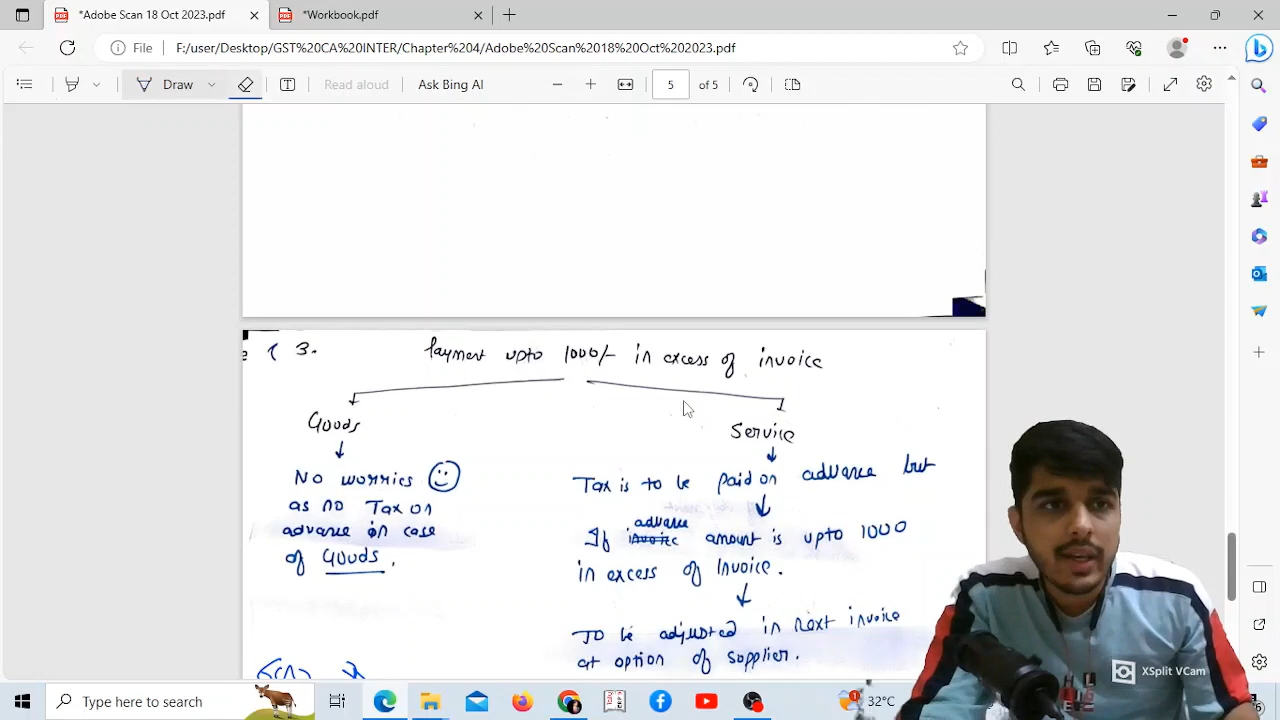 *Adobe Scan 18 Oct 2023.pdf
*Workbook.pdf
File
F:/user/Desktop/GST%20CA%20INTER/Chapter%204/Adobe%20Scan%2018%20Oct%202023.pdf
Draw
Read aloud
Ask Bing AI
5
of 5
3. Payment upto 1000/- in excess of invoice
Goods
Service
No worries
as no Tax on
advance in case
of Goods.
Tax is to be paid on advance but
advance
If invoice amount is upto 1000
in excess of Invoice.
To be adjusted in next invoice
at option of supplier.
XSplit VCam
Type here to search
1
32°C